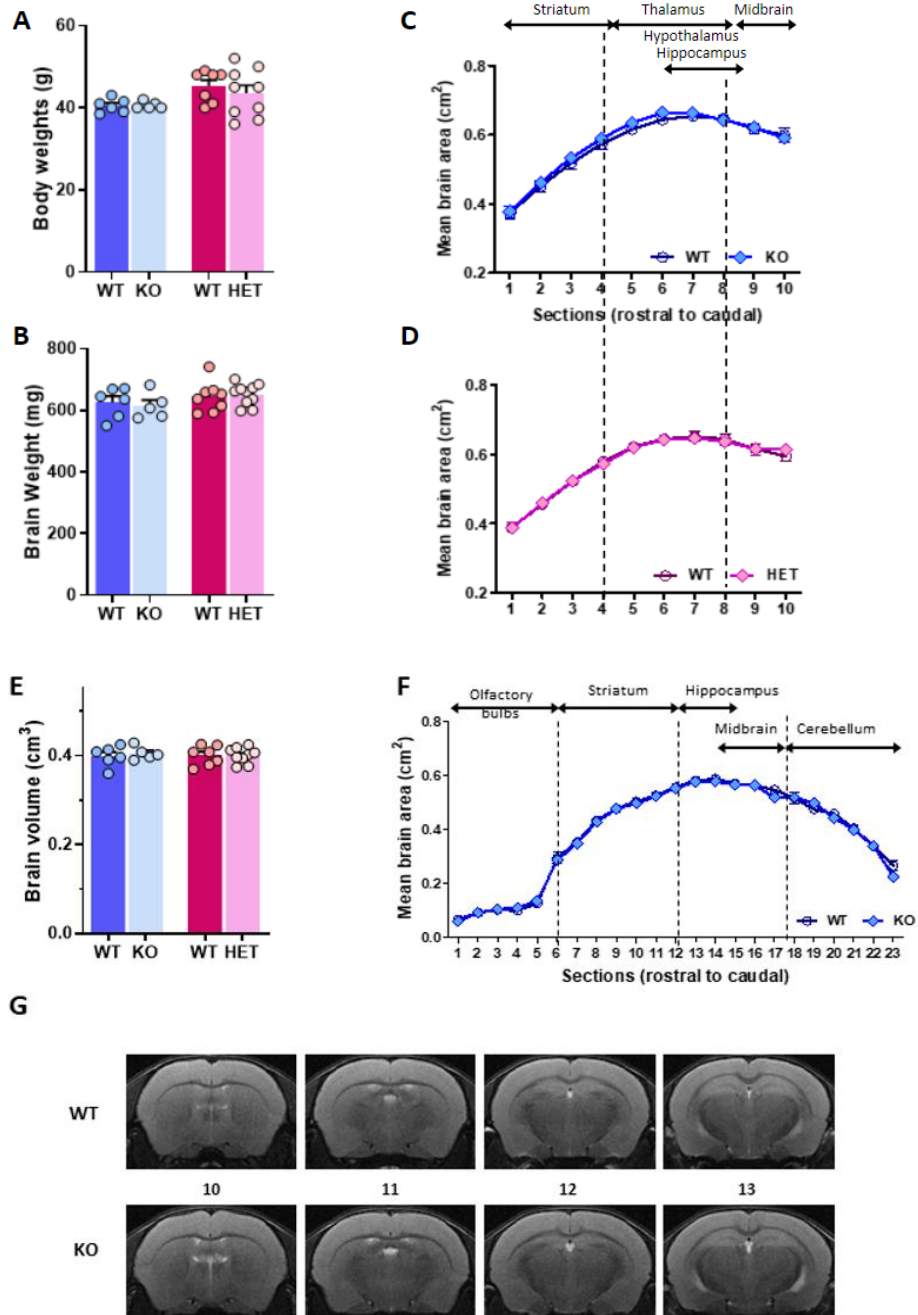 A
Body weights (g)
60
40
20
0
WT KO WT HET
B
Brain Weight (mg)
800
600
400
200
0
WT KO WT HET
C
Striatum Thalamus Midbrain
Hypothalamus
Hippocampus
Mean brain area (cm2)
0.8
0.6
0.4
0.2
WT KO
1 2 3 4 5 6 7 8 9 10
Sections (rostral to caudal)
D
Mean brain area (cm2)
0.8
0.6
0.4
0.2
WT HET
1 2 3 4 5 6 7 8 9 10
E
Brain volume (cm3)
0.4
0.2
0.0
WT KO WT HET
F
Olfactory
bulbs
Striatum Hippocampus
Midbrain Cerebellum
Mean brain area (cm2)
0.8
0.6
0.4
0.2
0.0
WT KO
1 2 3 4 5 6 7 8 9 10 11 12 13 14 15 16 17 18 19 20 21 22 23
Sections (rostral to caudal)
G
WT
10 11 12 13
KO